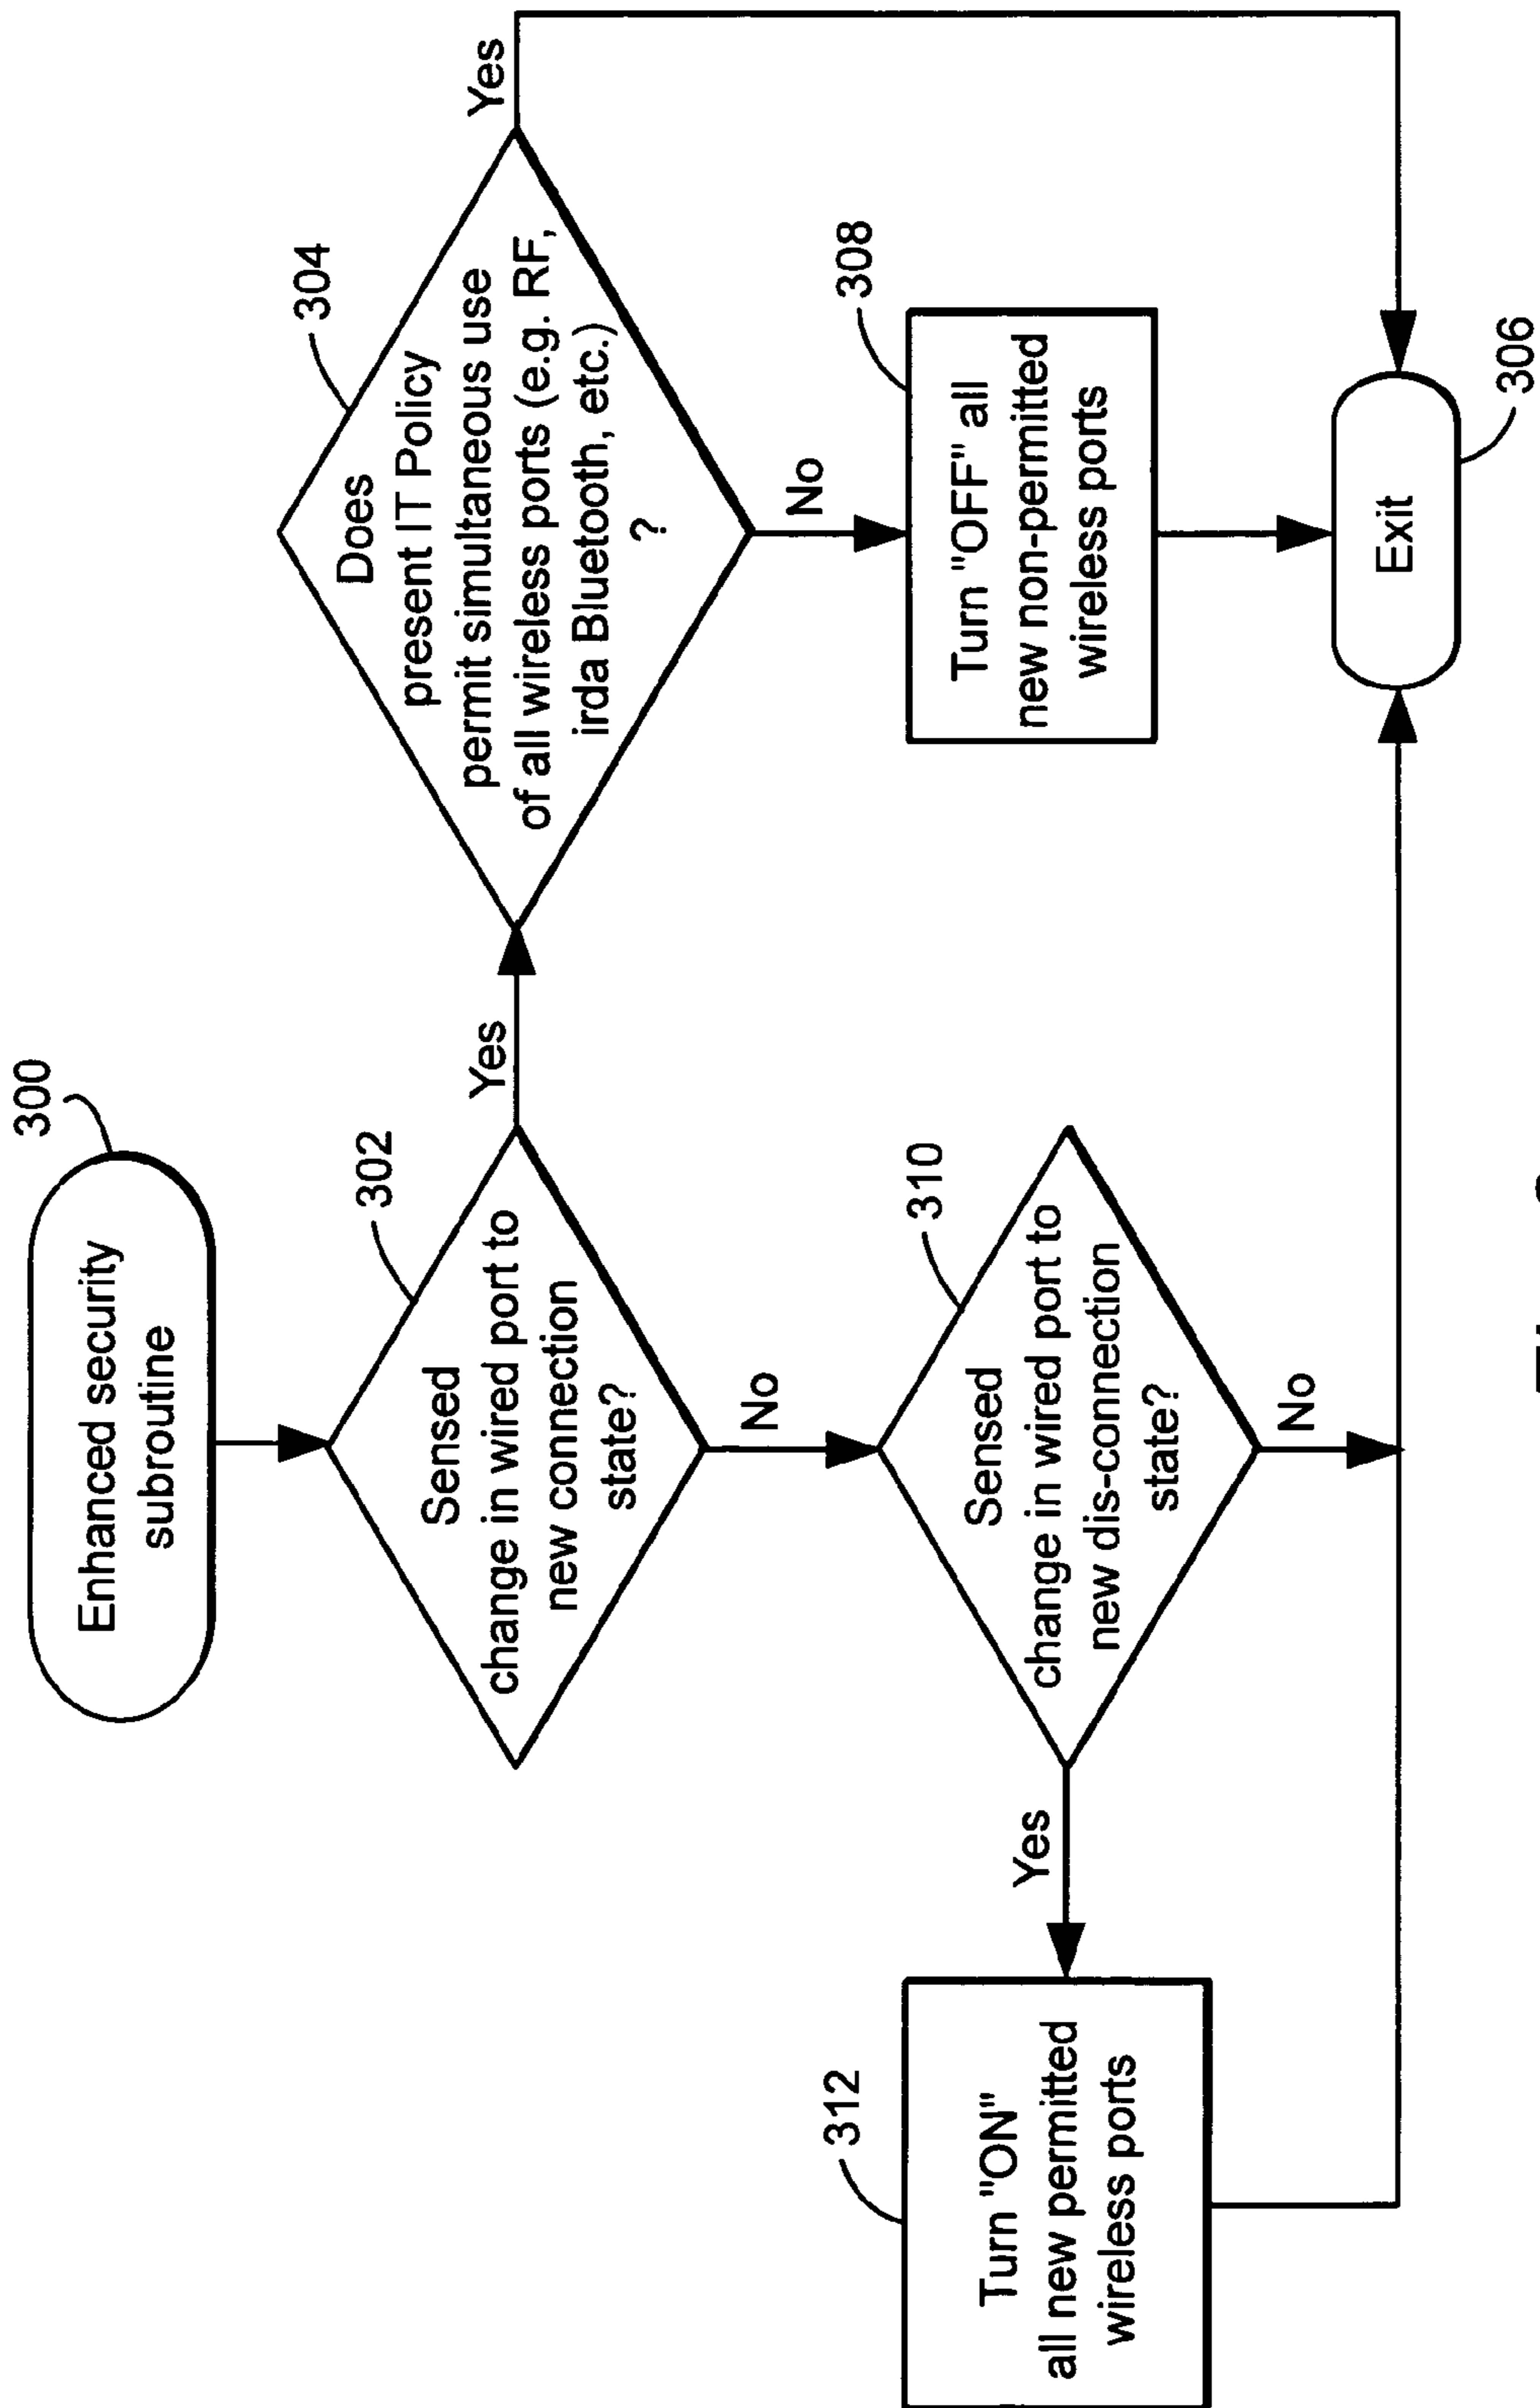 300
Enhanced security
subroutine
302
Sensed
change in wired port to
new connection
state?
Yes
No
304
Does
present IT Policy
permit simultaneous use
of all wireless ports (e.g. RF,
irda Bluetooth, etc.)
?
Yes
No
308
Turn "OFF" all
new non-permitted
wireless ports
310
Sensed
change in wired port to
new dis-connection
state?
Yes
No
312
Turn "ON"
all new permitted
wireless ports
Exit
306